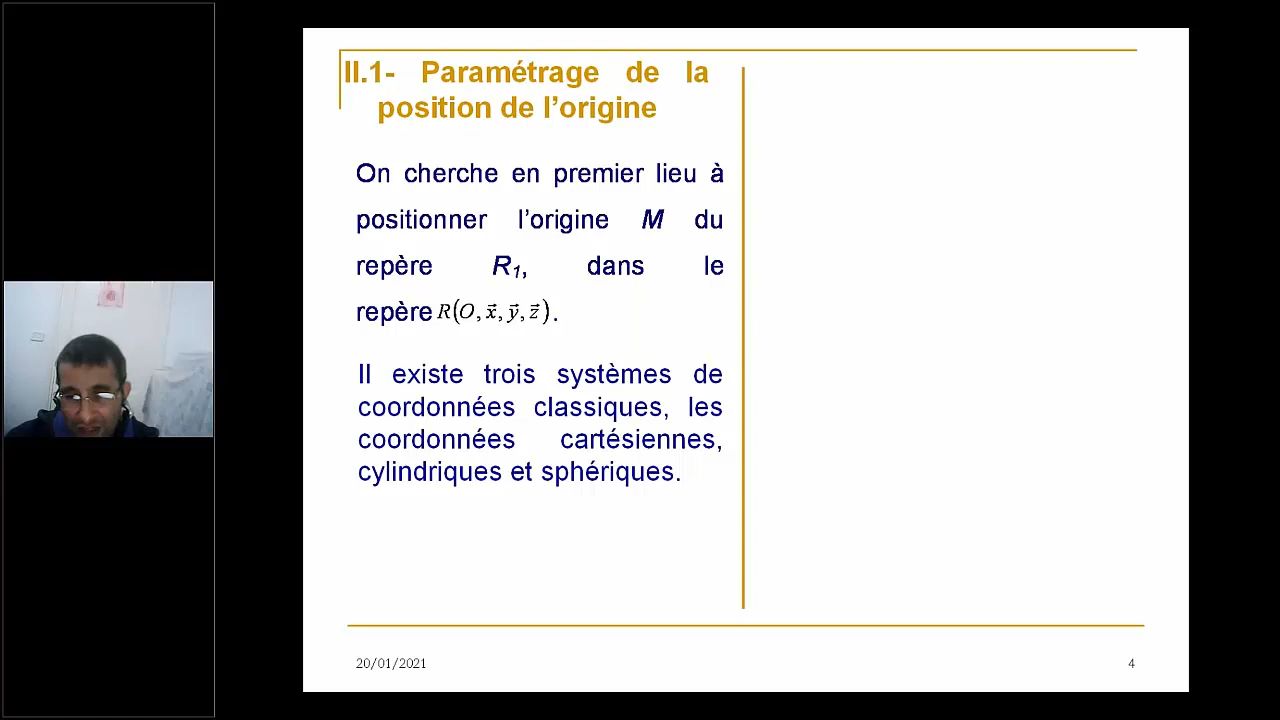 II.1- Paramétrage de la
position de l’origine
On cherche en premier lieu à
positionner l’origine M du
repère R1, dans le
repère R(O, x⃗, y⃗, z⃗).
Il existe trois systèmes de
coordonnées classiques, les
coordonnées cartésiennes,
cylindriques et sphériques.
20/01/2021
4